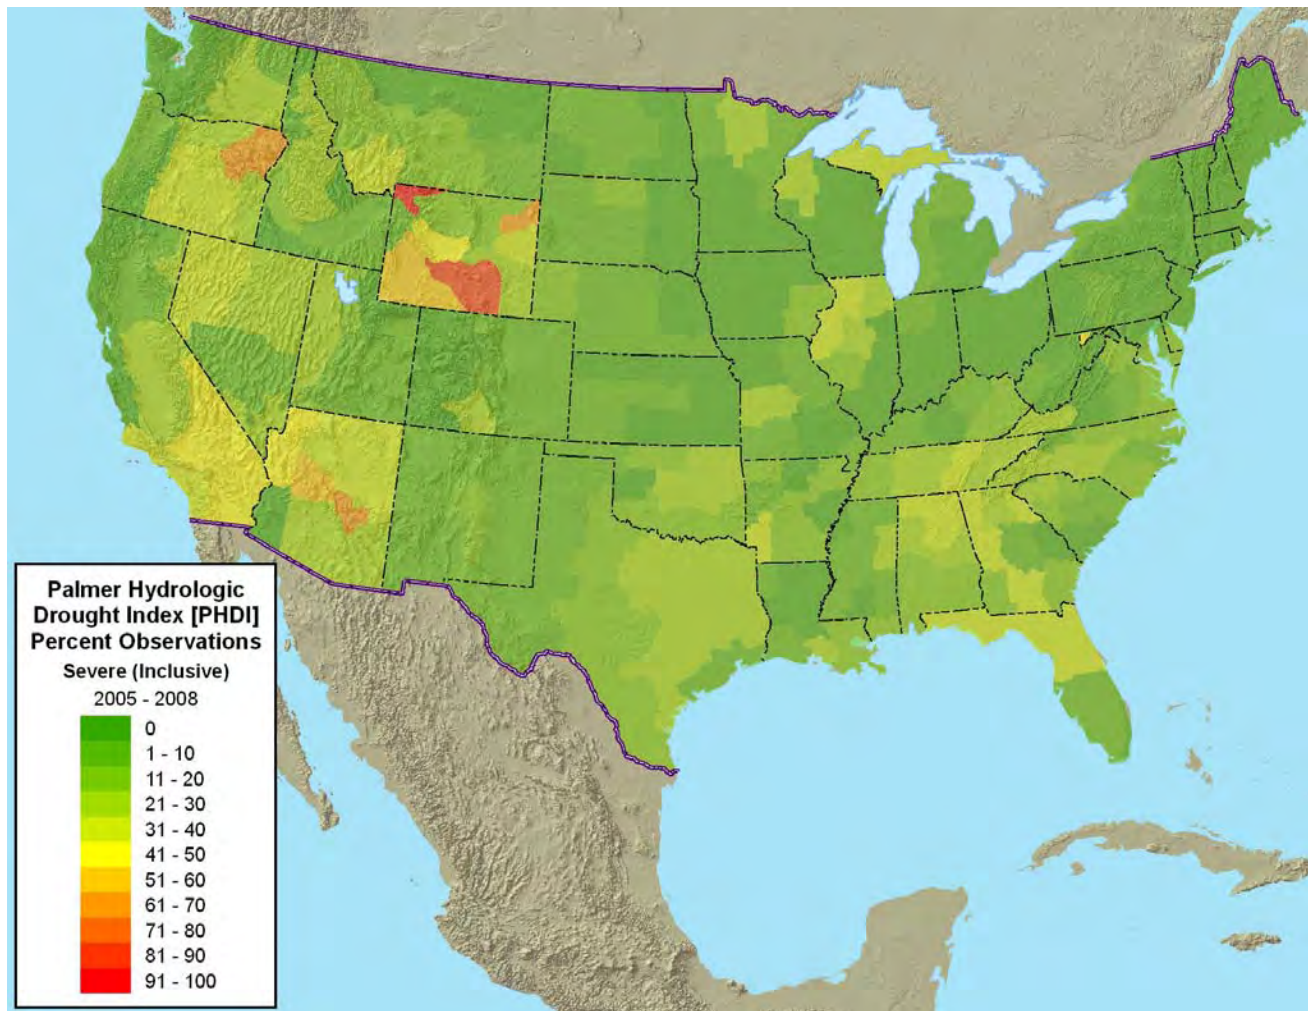 Palmer Hydrologic
Drought Index [PHDI]
Percent Observations
Severe (Inclusive)
2005 - 2008
0
1 - 10
11 - 20
21 - 30
31 - 40
41 - 50
51 - 60
61 - 70
71 - 80
81 - 90
91 - 100